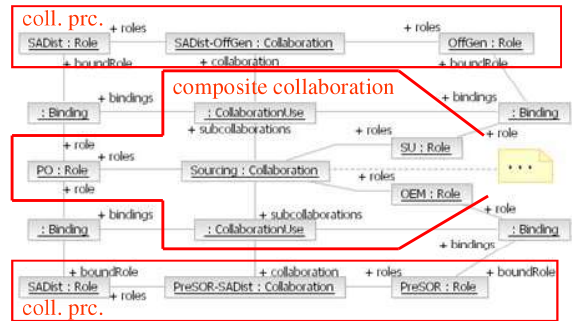 coll. prc.
+ roles
+ roles
SADist : Role
SADist-OffGen : Collaboration
OffGen : Role
+ boundRole
+ collaboration
+ boundRole
composite collaboration
+ bindings
+ bindings
: Binding
: CollaborationUse
: Binding
+ subcollaborations
+ roles
+ role
+ role
SU : Role
+ roles
PO : Role
Sourcing : Collaboration
...
+ roles
+ role
OEM : Role
+ role
+ bindings
+ subcollaborations
: Binding
: CollaborationUse
: Binding
+ bindings
+ boundRole
+ collaboration
+ roles
+ boundRole
SADist : Role
PreSOR-SADist : Collaboration
PreSOR : Role
+ roles
coll. prc.